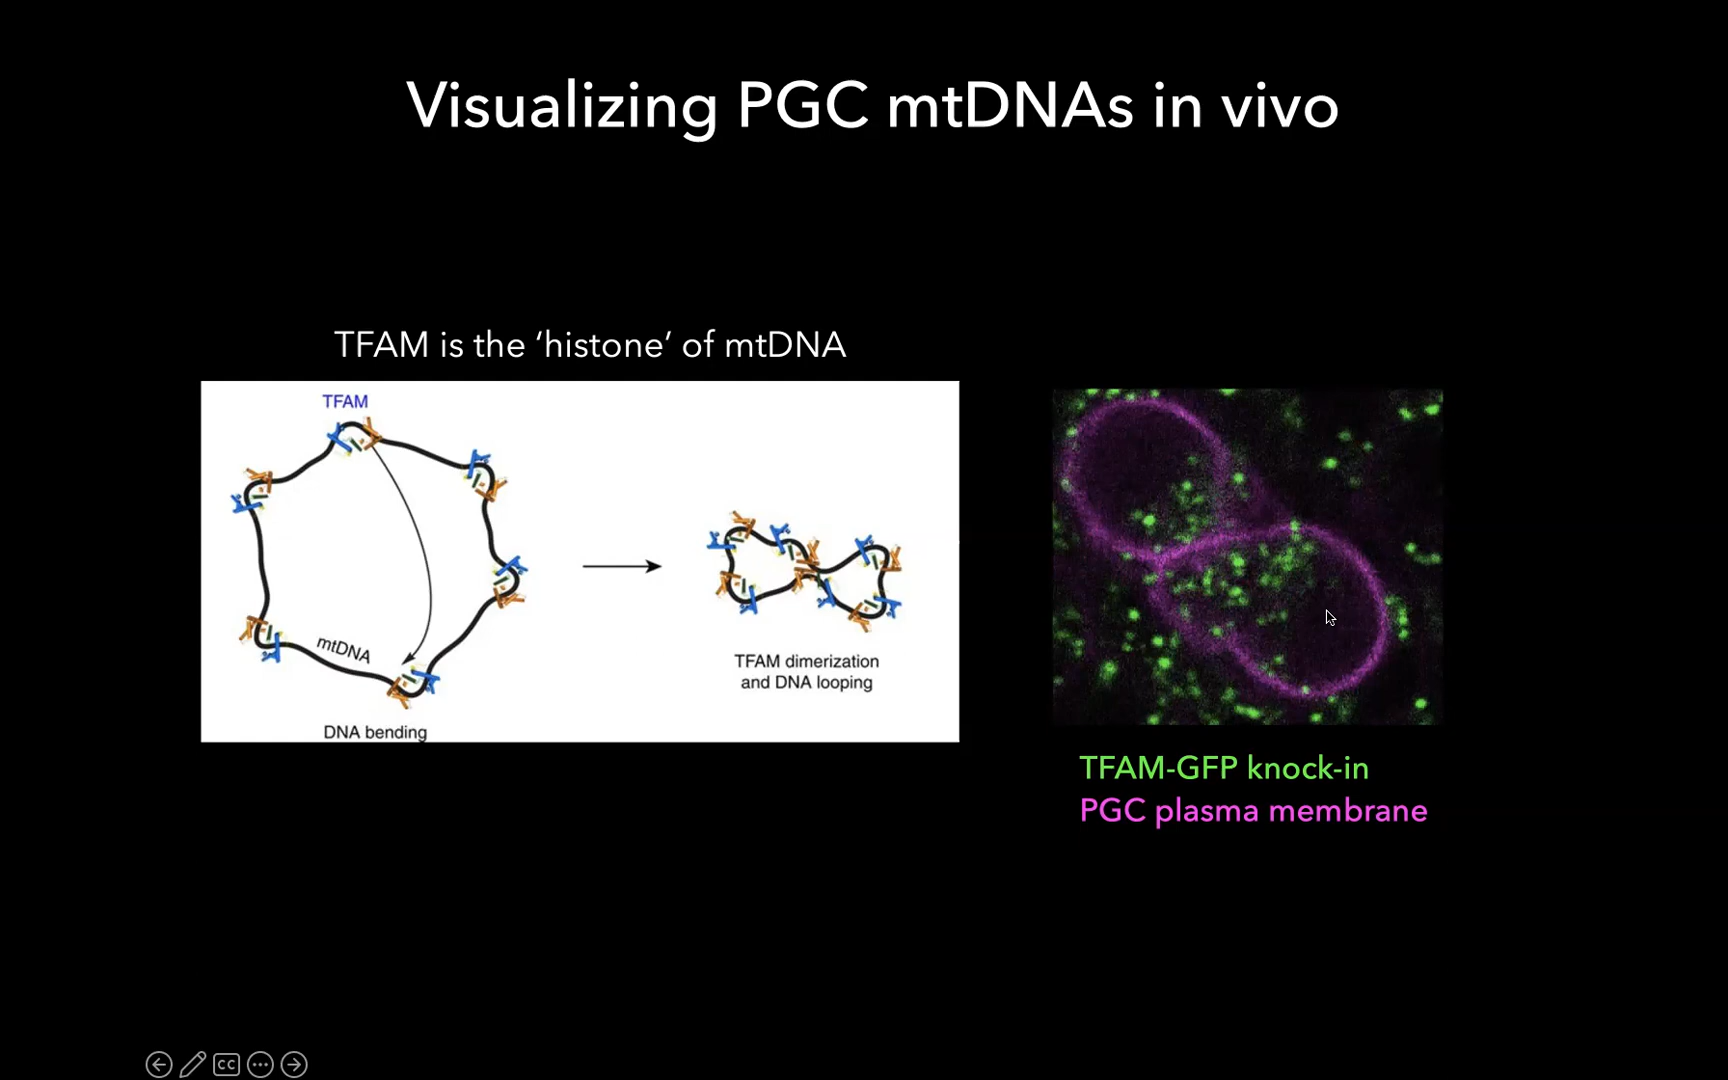 Visualizing PGC mtDNAs in vivo
TFAM is the ‘histone’ of mtDNA
TFAM
mtDNA
DNA bending
TFAM dimerization
and DNA looping
TFAM-GFP knock-in
PGC plasma membrane
CC